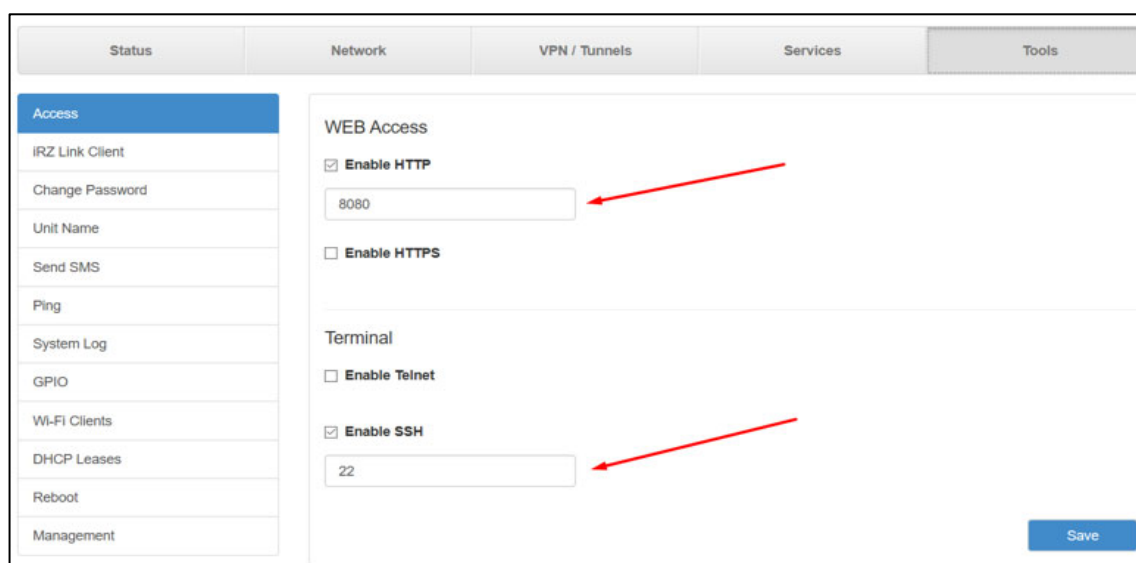 Status Network VPN / Tunnels Services Tools
Access
iRZ Link Client
Change Password
Unit Name
Send SMS
Ping
System Log
GPIO
Wi-Fi Clients
DHCP Leases
Reboot
Management
WEB Access
Enable HTTP
8080
Enable HTTPS
Terminal
Enable Telnet
Enable SSH
22
Save